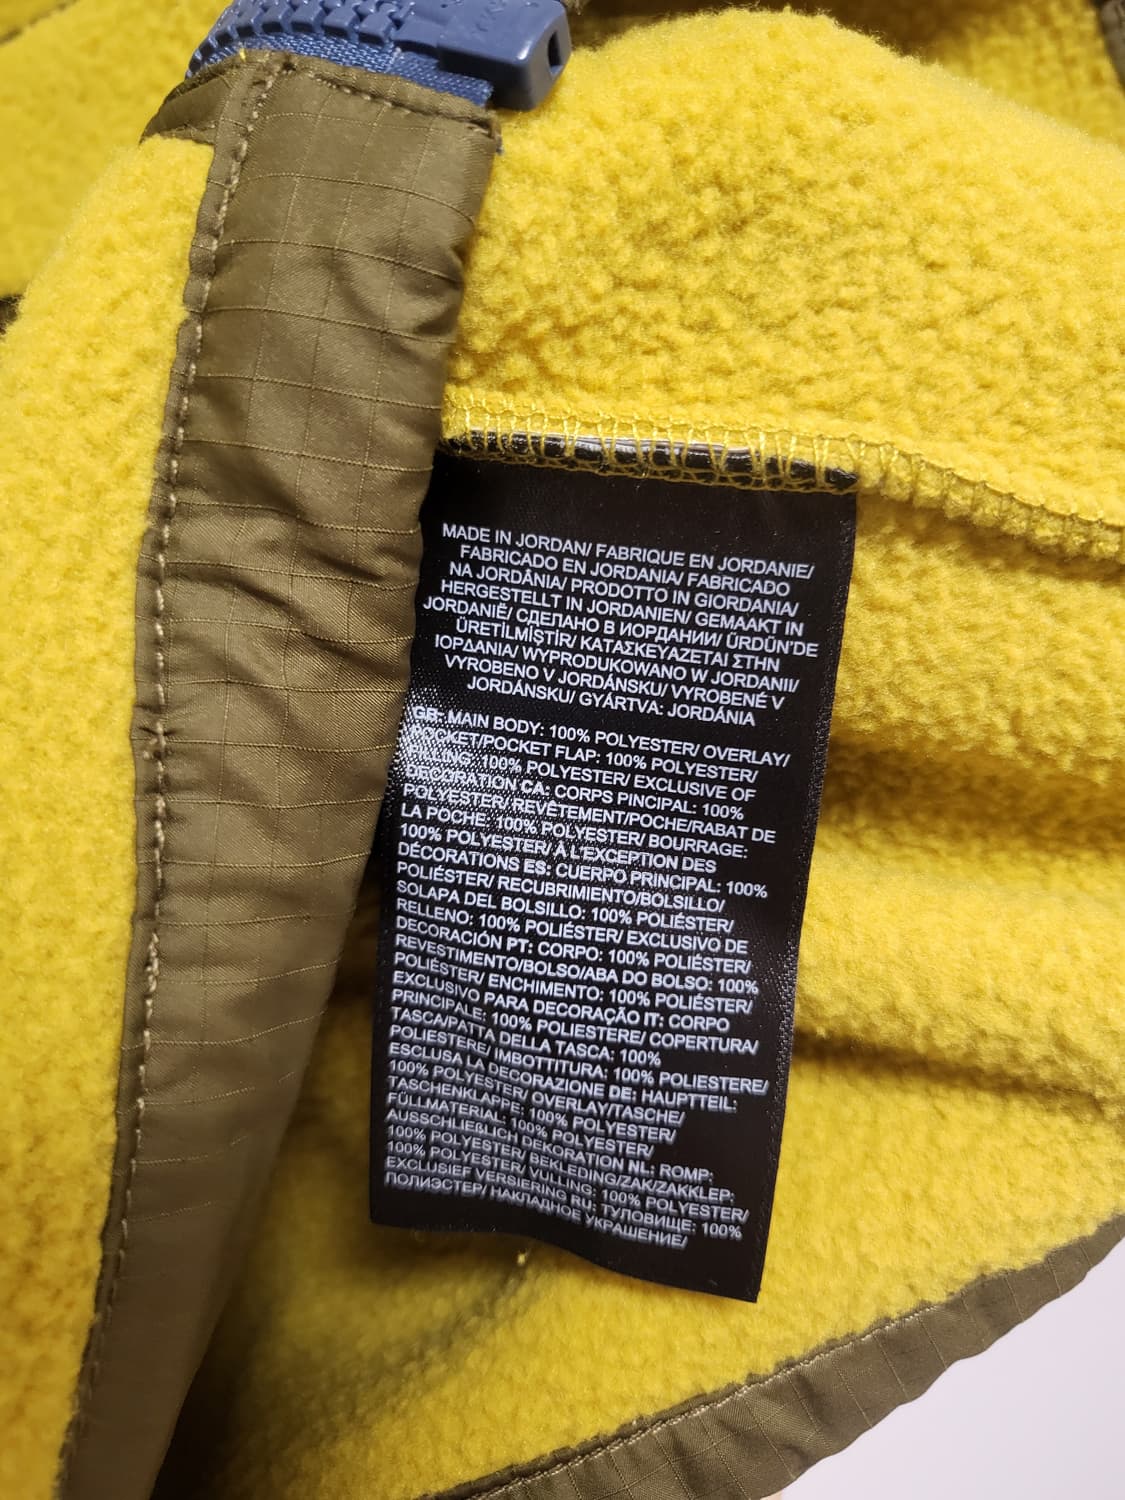 MADE IN JORDAN/ FABRIQUE EN JORDANIE/
FABRICADO EN JORDANIA/ FABRICADO
NA JORDÂNIA/ PRODOTTO IN GIORDANIA/
HERGESTELLT IN JORDANIEN/ GEMAAKT IN
JORDANIË/ СДЕЛАНО В ИОРДАНИИ/ ÜRDÜN'DE
ÜRETİLMİŞTİR/ ΚΑΤΑΣΚΕΥΑΖΕΤΑΙ ΣΤΗΝ
ΙΟΡΔΑΝΙΑ/ WYPRODUKOWANO W JORDANII/
VYROBENO V JORDÁNSKU/ VYROBENÉ V
JORDÁNSKU/ GYÁRTVA: JORDÁNIA
GB: MAIN BODY: 100% POLYESTER/ OVERLAY/
POCKET/POCKET FLAP: 100% POLYESTER/
FILLING: 100% POLYESTER/ EXCLUSIVE OF
DECORATION CA: CORPS PINCIPAL: 100%
POLYESTER/ REVÊTEMENT/POCHE/RABAT DE
LA POCHE: 100% POLYESTER/ BOURRAGE:
100% POLYESTER/ À L'EXCEPTION DES
DÉCORATIONS ES: CUERPO PRINCIPAL: 100%
POLIÉSTER/ RECUBRIMIENTO/BOLSILLO/
SOLAPA DEL BOLSILLO: 100% POLIÉSTER/
RELLENO: 100% POLIÉSTER/ EXCLUSIVO DE
DECORACIÓN PT: CORPO: 100% POLIÉSTER/
REVESTIMENTO/BOLSO/ABA DO BOLSO: 100%
POLIÉSTER/ ENCHIMENTO: 100% POLIÉSTER/
EXCLUSIVO PARA DECORAÇÃO IT: CORPO
PRINCIPALE: 100% POLIESTERE/ COPERTURA/
TASCA/PATTA DELLA TASCA: 100%
POLIESTERE/ IMBOTTITURA: 100% POLIESTERE/
ESCLUSA LA DECORAZIONE DE: HAUPTTEIL:
100% POLYESTER/ OVERLAY/TASCHE/
TASCHENKLAPPE: 100% POLYESTER/
FÜLLMATERIAL: 100% POLYESTER/
AUSSCHLIEßLICH DEKORATION NL: ROMP:
100% POLYESTER/ BEKLEDING/ZAK/ZAKKLEP:
100% POLYESTER/ VULLING: 100% POLYESTER/
EXCLUSIEF VERSIERING RU: ТУЛОВИЩЕ: 100%
ПОЛИЭСТЕР/ НАКЛАДНОЕ УКРАШЕНИЕ/